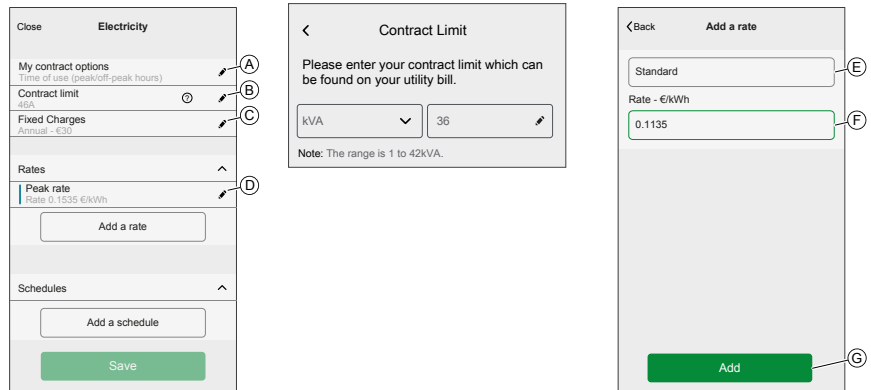 Close Electricity
My contract options
Time of use (peak/off-peak hours)
A
Contract limit
46A
?
B
Fixed Charges
Annual - €30
C
Rates
Peak rate
Rate 0.1535 €/kWh
D
Add a rate
Schedules
Add a schedule
Save
Contract Limit
Please enter your contract limit which can
be found on your utility bill.
kVA 36
Note: The range is 1 to 42kVA.
Back Add a rate
Standard
E
Rate - €/kWh
0.1135
F
Add
G